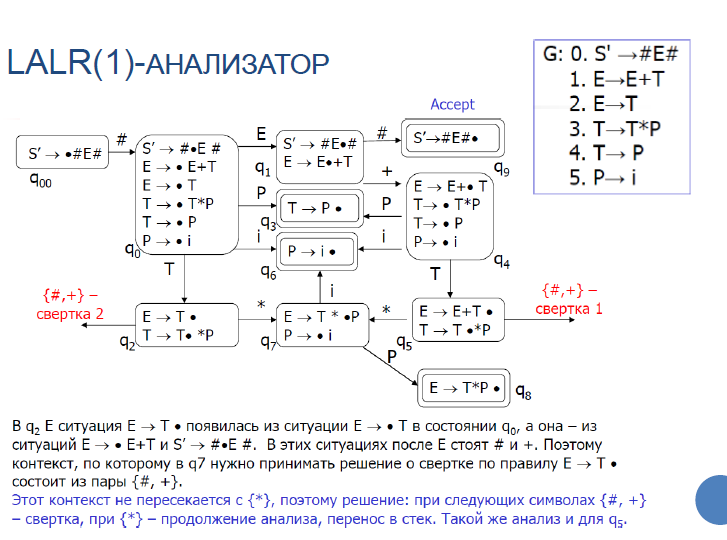 LALR(1)-АНАЛИЗАТОР
G: 0. S' →#E#
1. E→E+T
2. E→T
3. T→T*P
4. T→ P
5. P→ i
Accept
S’ → •#E#
q00
#
S’ → #•E #
E → • E+T
E → • T
T → • T*P
T → • P
P → • i
q0
E
S’ → #E•#
E → E•+T
q1
#
S’→#E#•
q9
+
E → E+• T
T→ • T*P
T→ • P
P→ • i
q4
P
T → P •
q3
P
i
P → i •
q6
i
T
i
T
{#,+} –
свертка 2
E → T •
T → T• *P
q2
*
E → T * •P
P → • i
q7
*
E → E+T •
T → T •*P
q5
{#,+} –
свертка 1
P
E → T*P •
q8
В q2 E ситуация E → T • появилась из ситуации E → • T в состоянии q0, а она – из
ситуаций E → • E+T и S’ → #•E #. В этих ситуациях после E стоят # и +. Поэтому
контекст, по которому в q7 нужно принимать решение о свертке по правилу E → T •
состоит из пары {#, +}.
Этот контекст не пересекается с {*}, поэтому решение: при следующих символах {#, +}
– свертка, при {*} – продолжение анализа, перенос в стек. Такой же анализ и для q5.